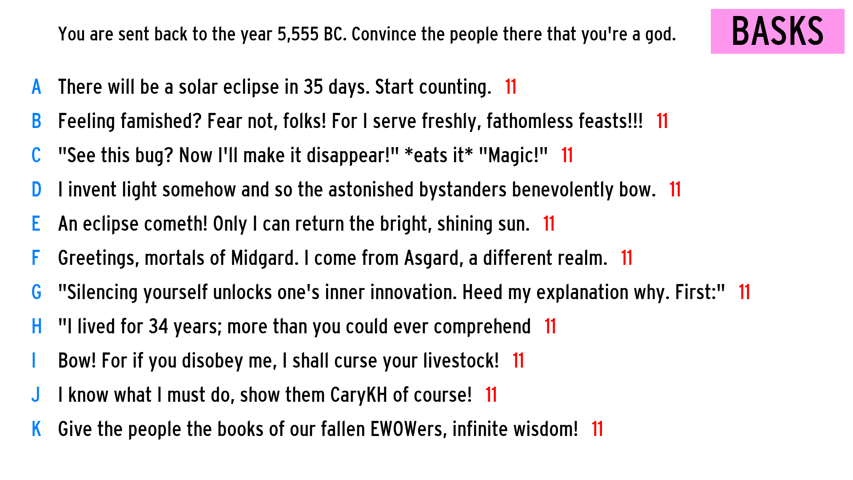 You are sent back to the year 5,555 BC. Convince the people there that you're a god.
BASKS
A There will be a solar eclipse in 35 days. Start counting. 11
B Feeling famished? Fear not, folks! For I serve freshly, fathomless feasts!!! 11
C "See this bug? Now I'll make it disappear!" *eats it* "Magic!" 11
D I invent light somehow and so the astonished bystanders benevolently bow. 11
E An eclipse cometh! Only I can return the bright, shining sun. 11
F Greetings, mortals of Midgard. I come from Asgard, a different realm. 11
G "Silencing yourself unlocks one's inner innovation. Heed my explanation why. First:" 11
H "I lived for 34 years; more than you could ever comprehend 11
I Bow! For if you disobey me, I shall curse your livestock! 11
J I know what I must do, show them CaryKH of course! 11
K Give the people the books of our fallen EWOWers, infinite wisdom! 11